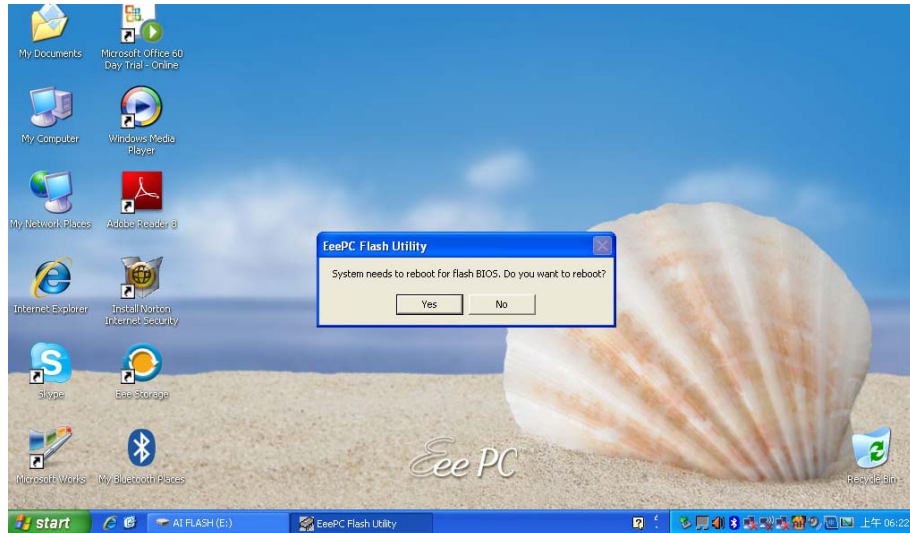 My Documents
Microsoft Office 60
Day Trial - Online
My Computer
Windows Media
Player
My Network Places
Adobe Reader 8
Internet Explorer
Install Norton
Internet Security
Skype
Eee Storage
Microsoft Works
My Bluetooth Places
EeePC Flash Utility
System needs to reboot for flash BIOS. Do you want to reboot?
Yes
No
Eee PC
Recycle Bin
start
AI FLASH (E:)
EeePC Flash Utility
上午 06:22